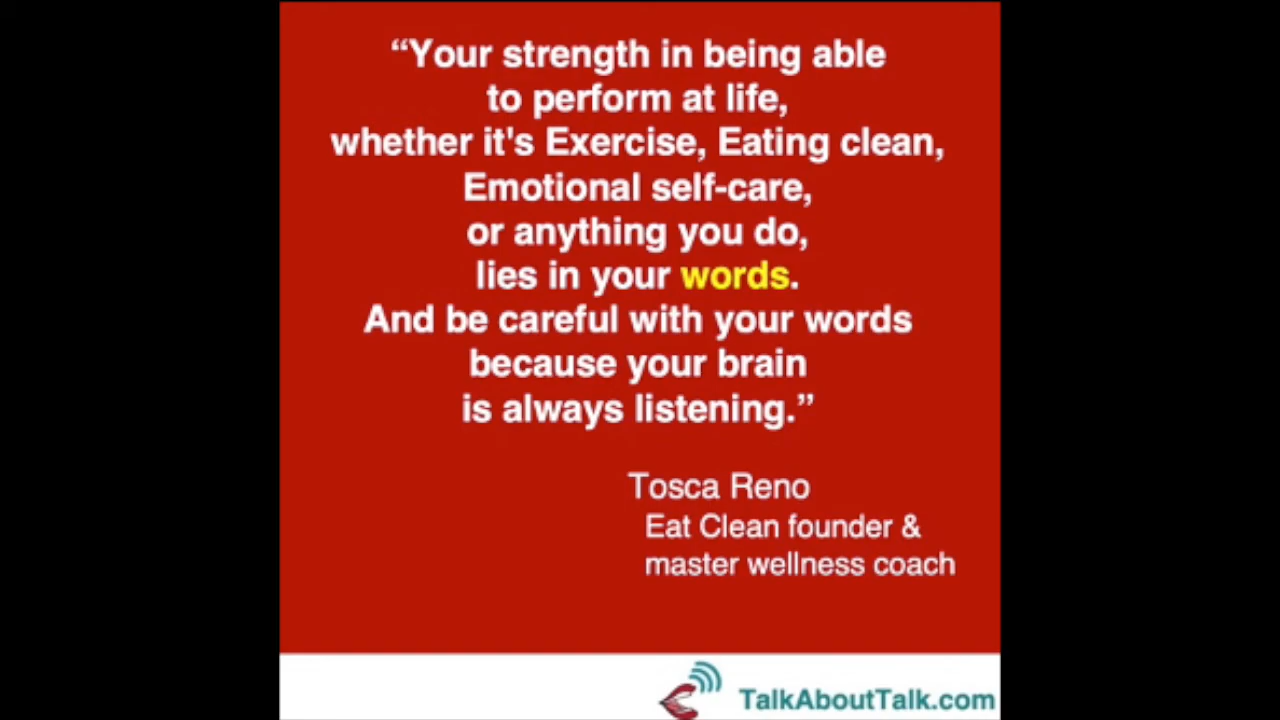 “Your strength in being able
to perform at life,
whether it's Exercise, Eating clean,
Emotional self-care,
or anything you do,
lies in your words.
And be careful with your words
because your brain
is always listening.”
Tosca Reno
Eat Clean founder &
master wellness coach
TalkAboutTalk.com